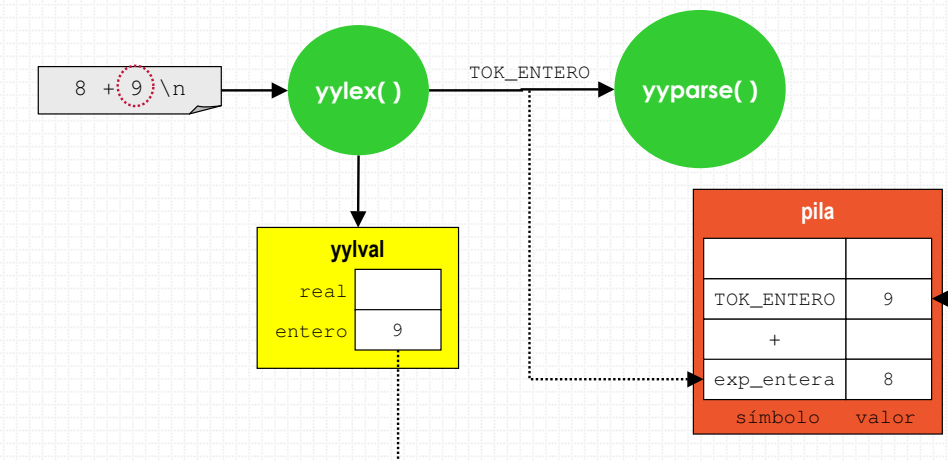 8 + 9 \n
yylex( )
TOK_ENTERO
yyparse( )
yylval
real
entero 9
pila
TOK_ENTERO 9
+
exp_entera 8
símbolo valor